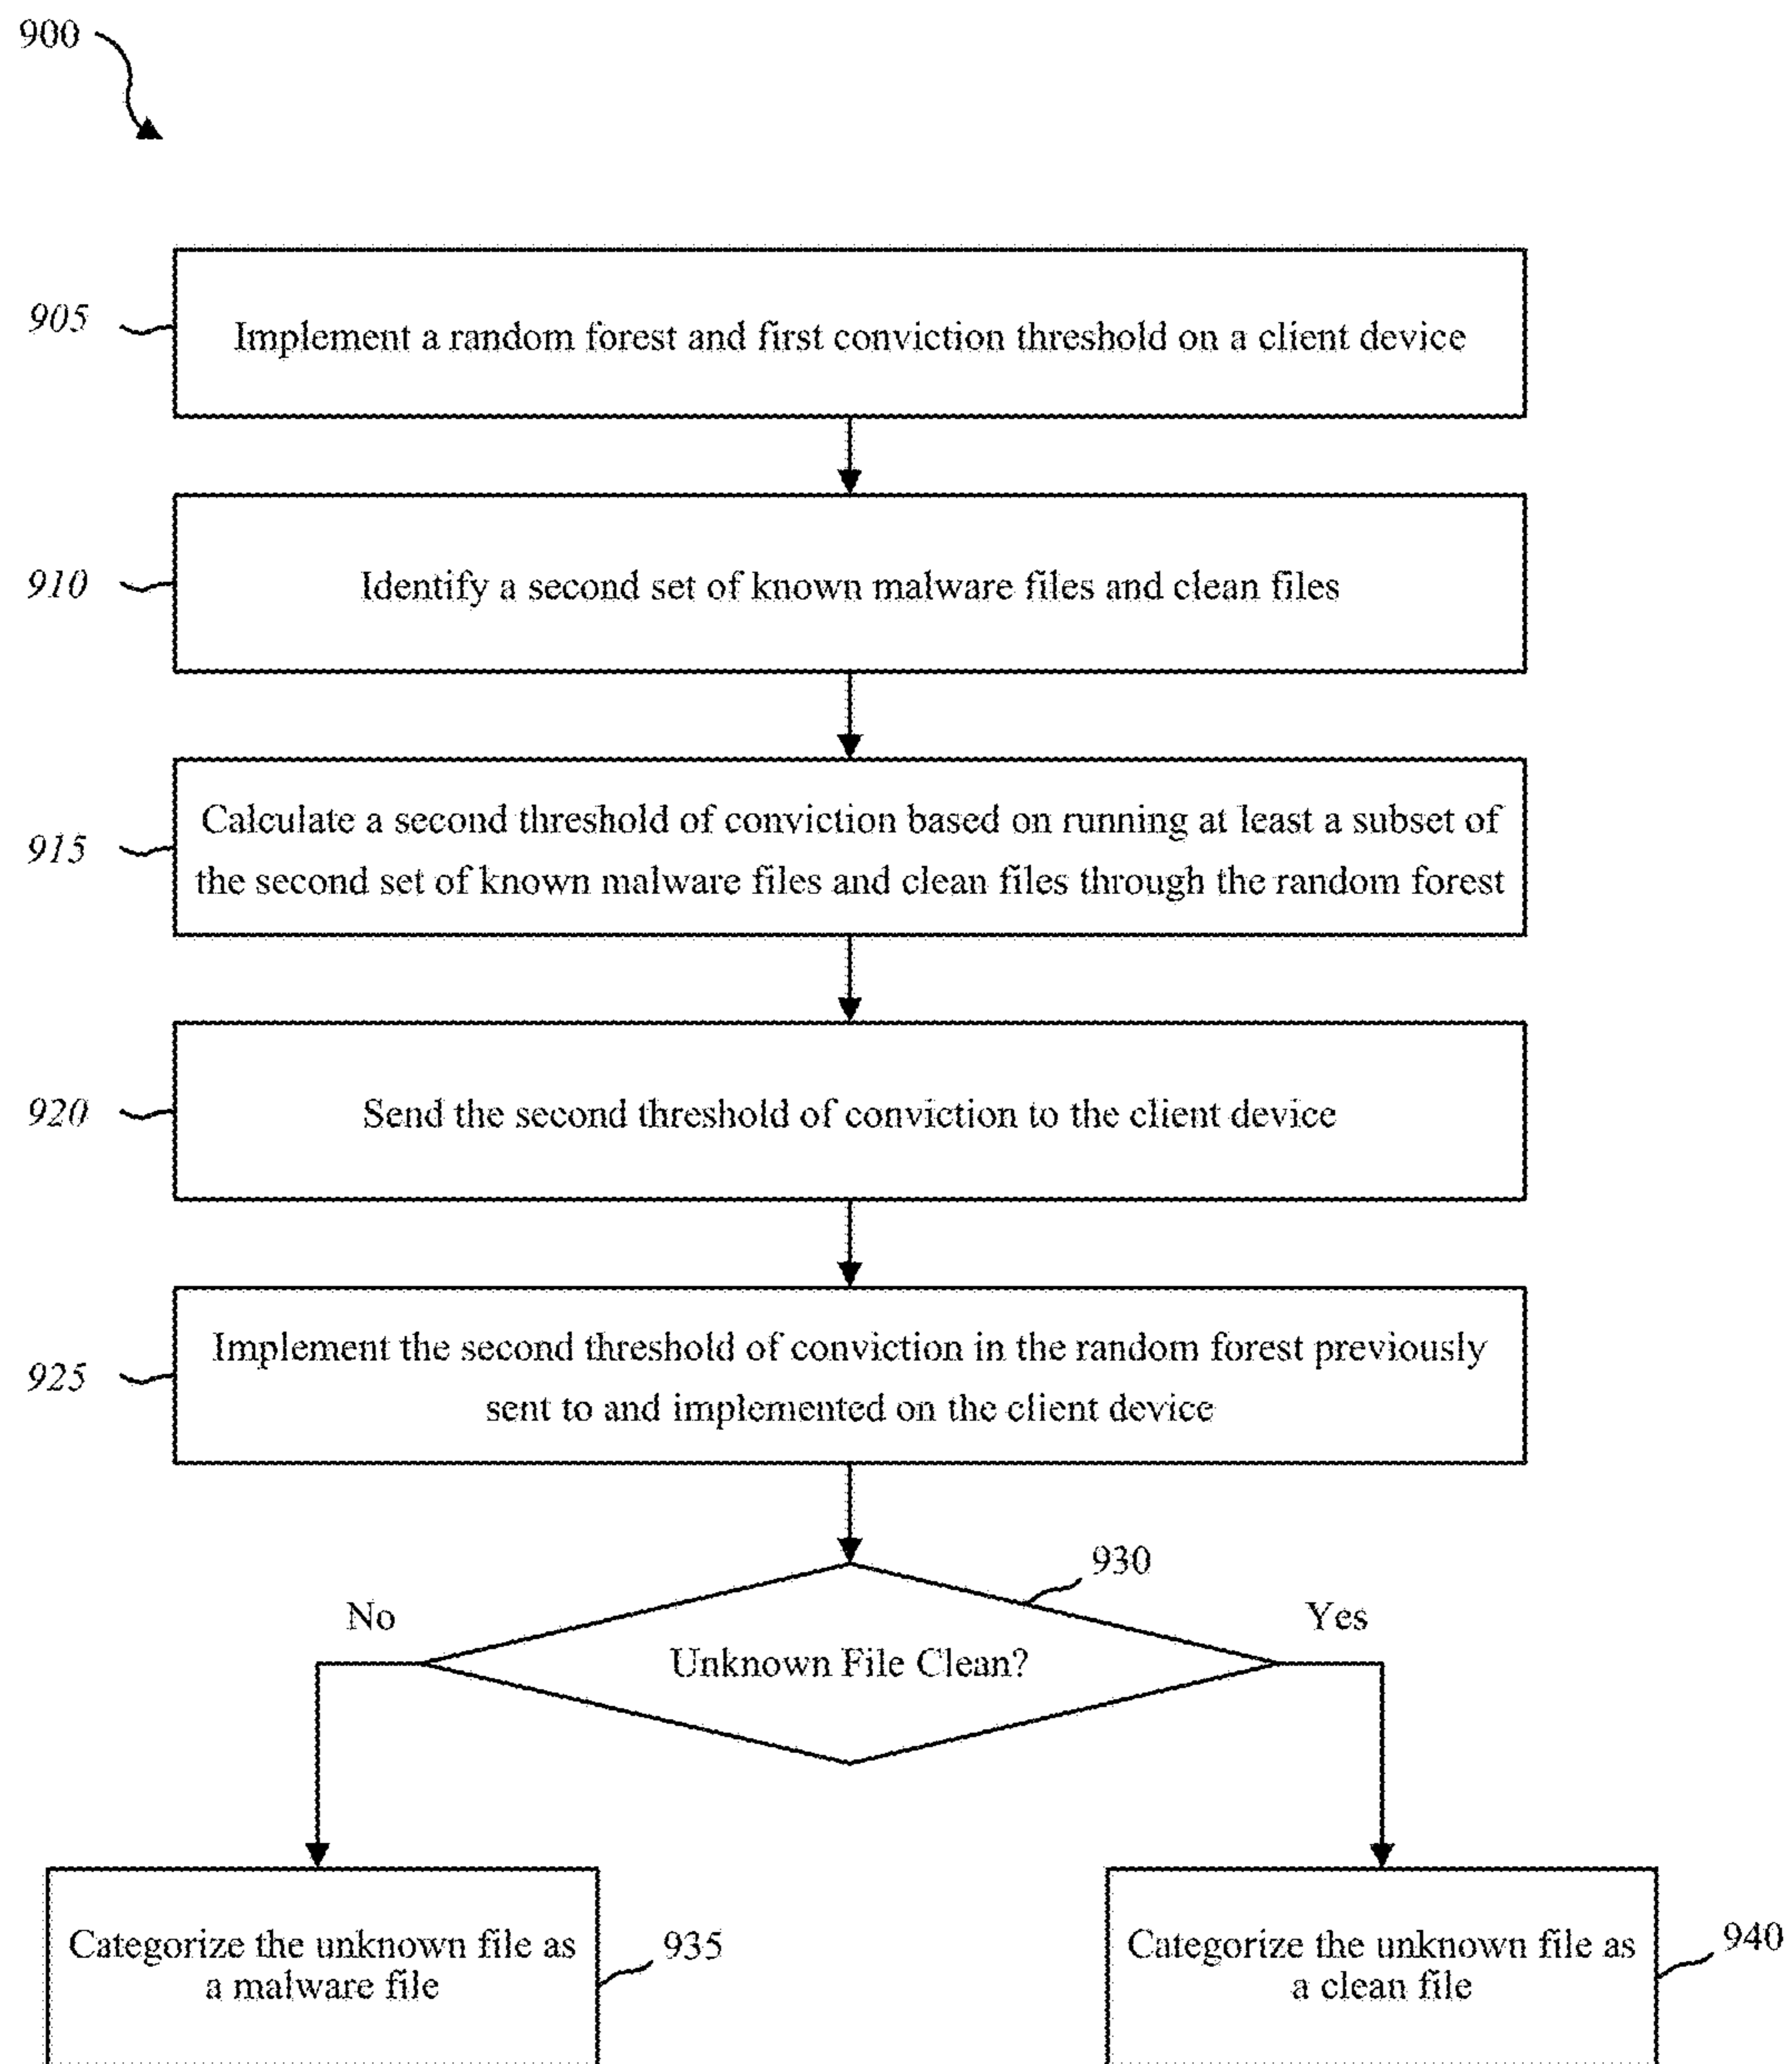 900
905
Implement a random forest and first conviction threshold on a client device
910
Identify a second set of known malware files and clean files
915
Calculate a second threshold of conviction based on running at least a subset of
the second set of known malware files and clean files through the random forest
920
Send the second threshold of conviction to the client device
925
Implement the second threshold of conviction in the random forest previously
sent to and implemented on the client device
930
No
Yes
Unknown File Clean?
Categorize the unknown file as
a malware file
935
Categorize the unknown file as
a clean file
940